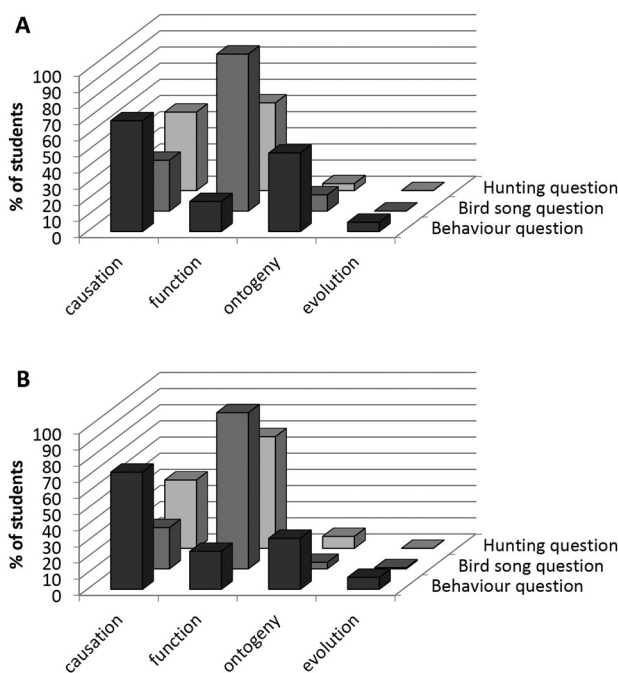 A
% of students
100
90
80
70
60
50
40
30
20
10
0
Hunting question
Bird song question
Behaviour question
causation
function
ontogeny
evolution
B
% of students
100
90
80
70
60
50
40
30
20
10
0
Hunting question
Bird song question
Behaviour question
causation
function
ontogeny
evolution